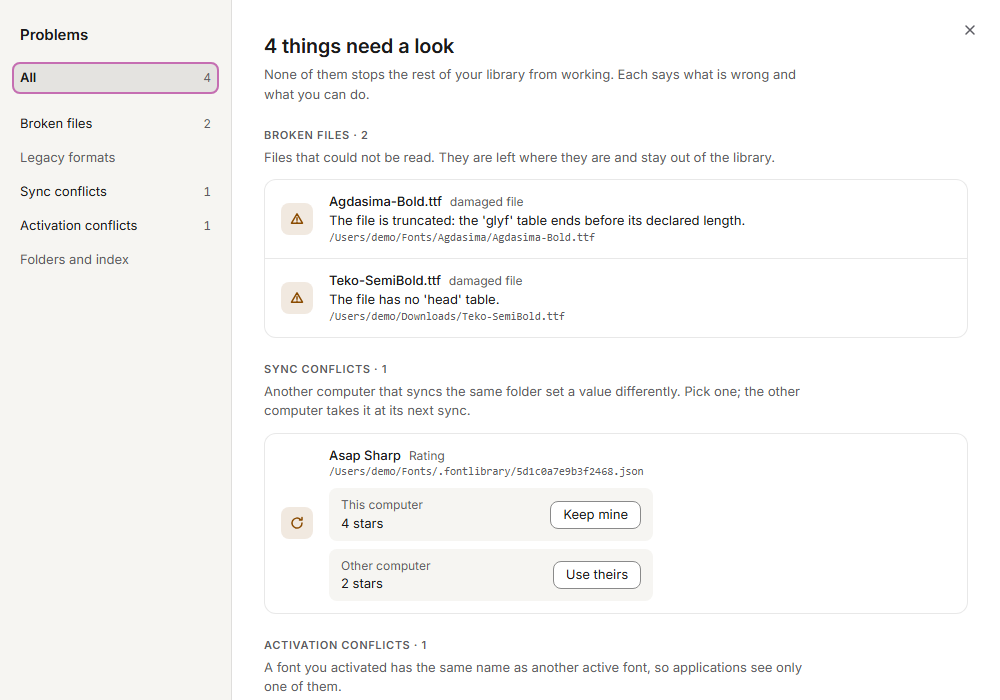 Problems
All 4
Broken files 2
Legacy formats
Sync conflicts 1
Activation conflicts 1
Folders and index
4 things need a look
None of them stops the rest of your library from working. Each says what is wrong and
what you can do.
BROKEN FILES · 2
Files that could not be read. They are left where they are and stay out of the library.
Agdasima-Bold.ttf damaged file
The file is truncated: the 'glyf' table ends before its declared length.
/Users/demo/Fonts/Agdasima/Agdasima-Bold.ttf
Teko-SemiBold.ttf damaged file
The file has no 'head' table.
/Users/demo/Downloads/Teko-SemiBold.ttf
SYNC CONFLICTS · 1
Another computer that syncs the same folder set a value differently. Pick one; the other
computer takes it at its next sync.
Asap Sharp Rating
/Users/demo/Fonts/.fontlibrary/5d1c0a7e9b3f2468.json
This computer
4 stars
Keep mine
Other computer
2 stars
Use theirs
ACTIVATION CONFLICTS · 1
A font you activated has the same name as another active font, so applications see only
one of them.